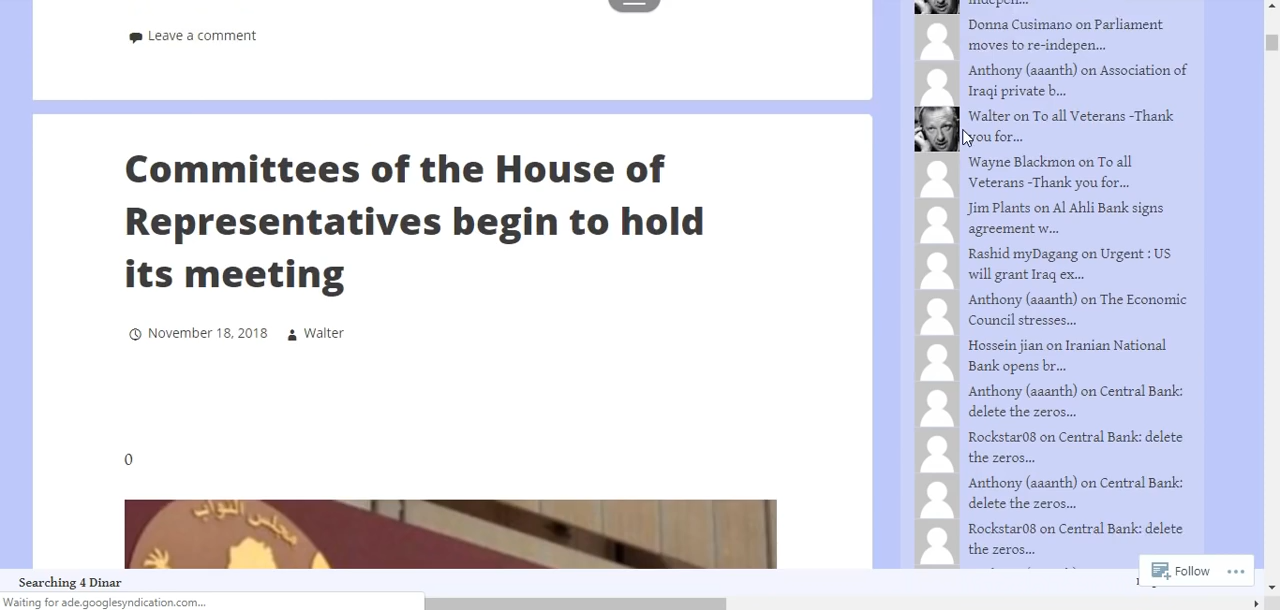 Leave a comment
Committees of the House of
Representatives begin to hold
its meeting
November 18, 2018 Walter
0
مجلس النواب
Donna Cusimano on Parliament
moves to re-indepen...
Anthony (aaanth) on Association of
Iraqi private b...
Walter on To all Veterans -Thank
you for...
Wayne Blackmon on To all
Veterans -Thank you for...
Jim Plants on Al Ahli Bank signs
agreement w...
Rashid myDagang on Urgent : US
will grant Iraq ex...
Anthony (aaanth) on The Economic
Council stresses...
Hossein jian on Iranian National
Bank opens br...
Anthony (aaanth) on Central Bank:
delete the zeros...
Rockstar08 on Central Bank: delete
the zeros...
Anthony (aaanth) on Central Bank:
delete the zeros...
Rockstar08 on Central Bank: delete
the zeros...
Follow
Searching 4 Dinar
Waiting for ade.googlesyndication.com...